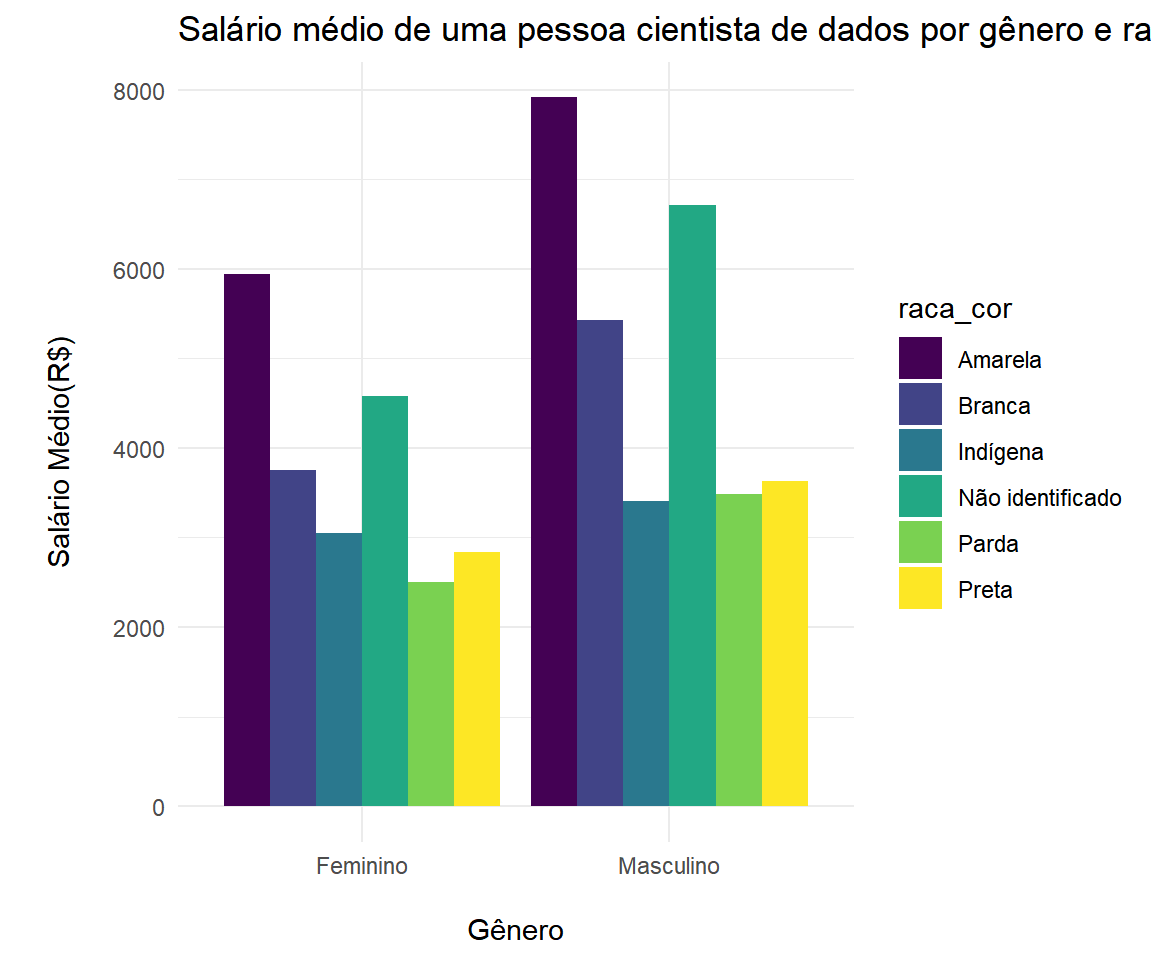 Salário médio de uma pessoa cientista de dados por gênero e ra
8000
6000
4000
2000
0
Salário Médio(R$)
Feminino
Masculino
Gênero
raca_cor
Amarela
Branca
Indígena
Não identificado
Parda
Preta